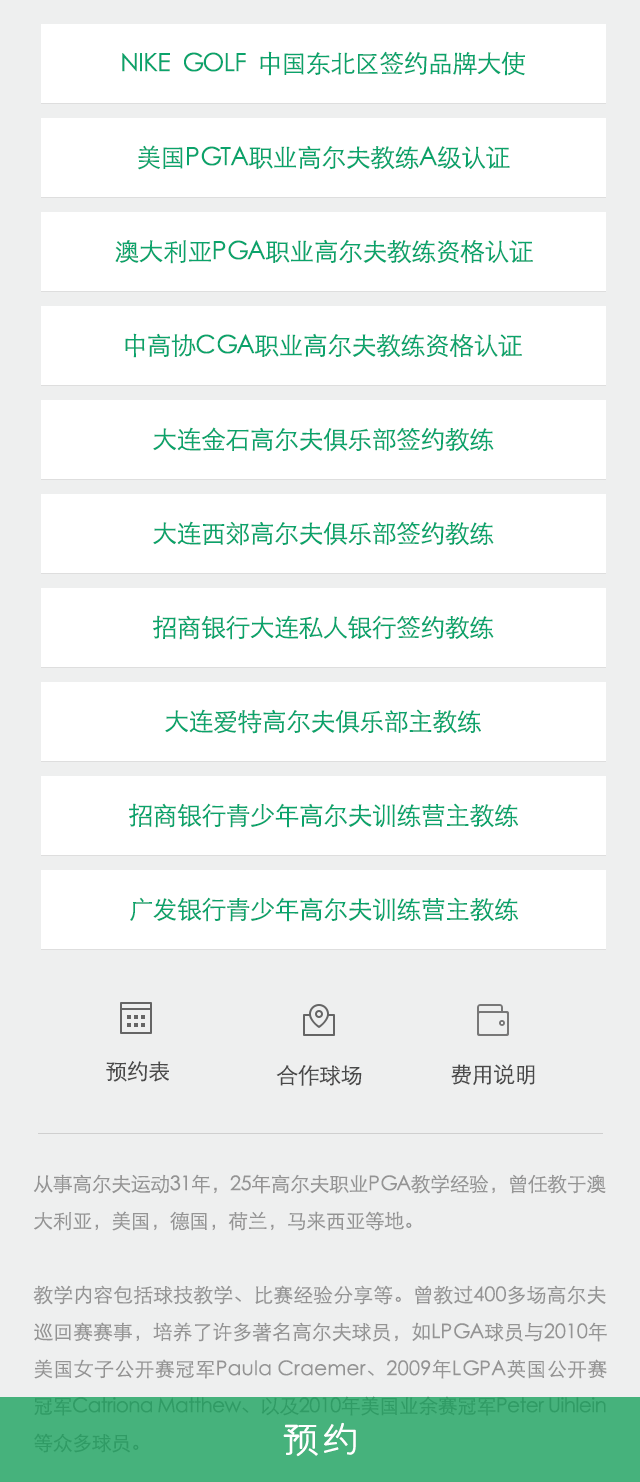 NIKE GOLF 中国东北区签约品牌大使
美国PGTA职业高尔夫教练A级认证
澳大利亚PGA职业高尔夫教练资格认证
中高协CGA职业高尔夫教练资格认证
大连金石高尔夫俱乐部签约教练
大连西郊高尔夫俱乐部签约教练
招商银行大连私人银行签约教练
大连爱特高尔夫俱乐部主教练
招商银行青少年高尔夫训练营主教练
广发银行青少年高尔夫训练营主教练
预约表
合作球场
费用说明
从事高尔夫运动31年，25年高尔夫职业PGA教学经验，曾任教于澳
大利亚，美国，德国，荷兰，马来西亚等地。
教学内容包括球技教学、比赛经验分享等。曾教过400多场高尔夫
巡回赛赛事，培养了许多著名高尔夫球员，如LPGA球员与2010年
美国女子公开赛冠军Paula Craemer、2009年LGPA英国公开赛
冠军Catriona Matthew、以及2010年美国业余赛冠军Peter Uihlein
等众多球员。
预约